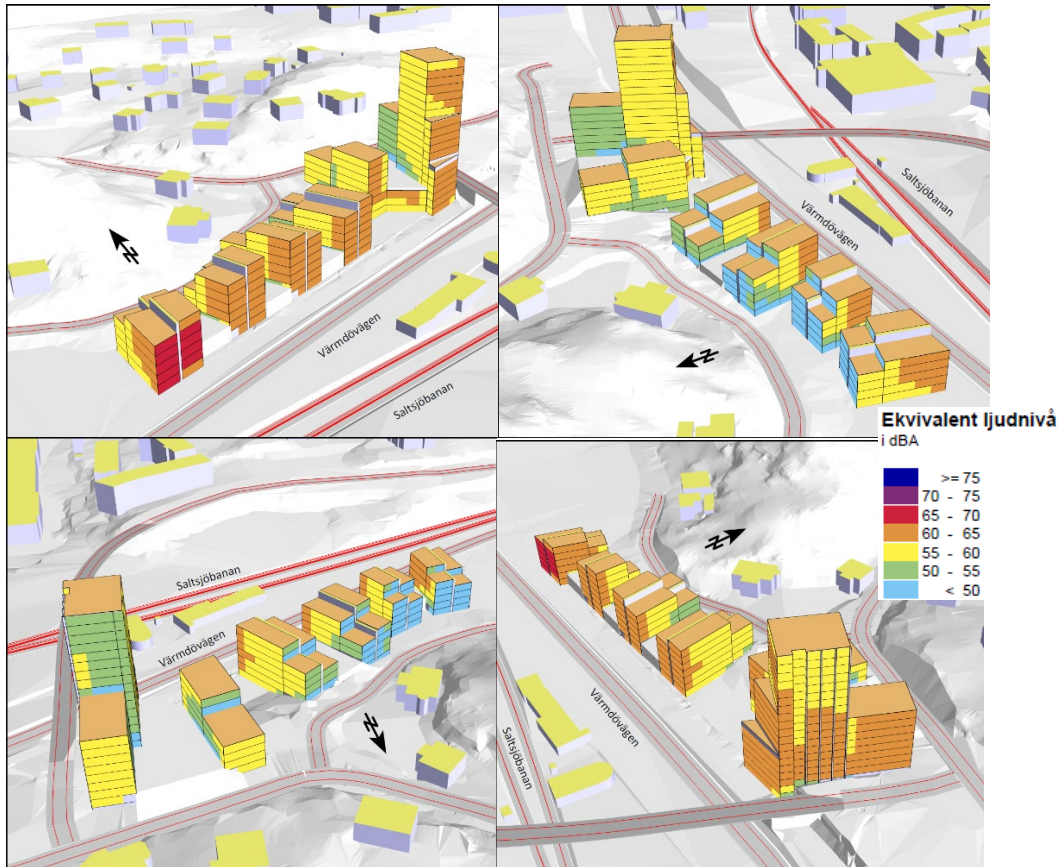 Värmdövägen
Saltsjöbanan
N
Saltsjöbanan
Värmdövägen
N
Ekvivalent ljudnivå
i dBA
>= 75
70 - 75
65 - 70
60 - 65
55 - 60
50 - 55
< 50
Saltsjöbanan
Värmdövägen
N
N
Värmdövägen
Saltsjöbanan